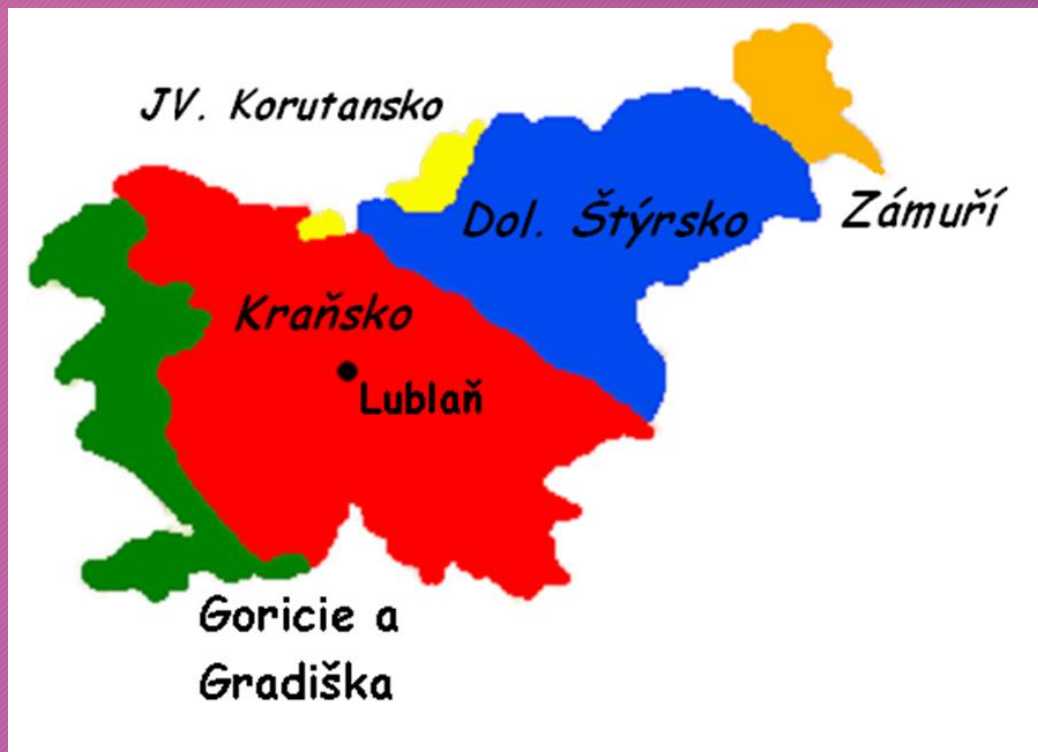 JV. Korutansko
Dol. Štýrsko
Zámuří
Kraňsko
Lublaň
Goricie a
Gradiška